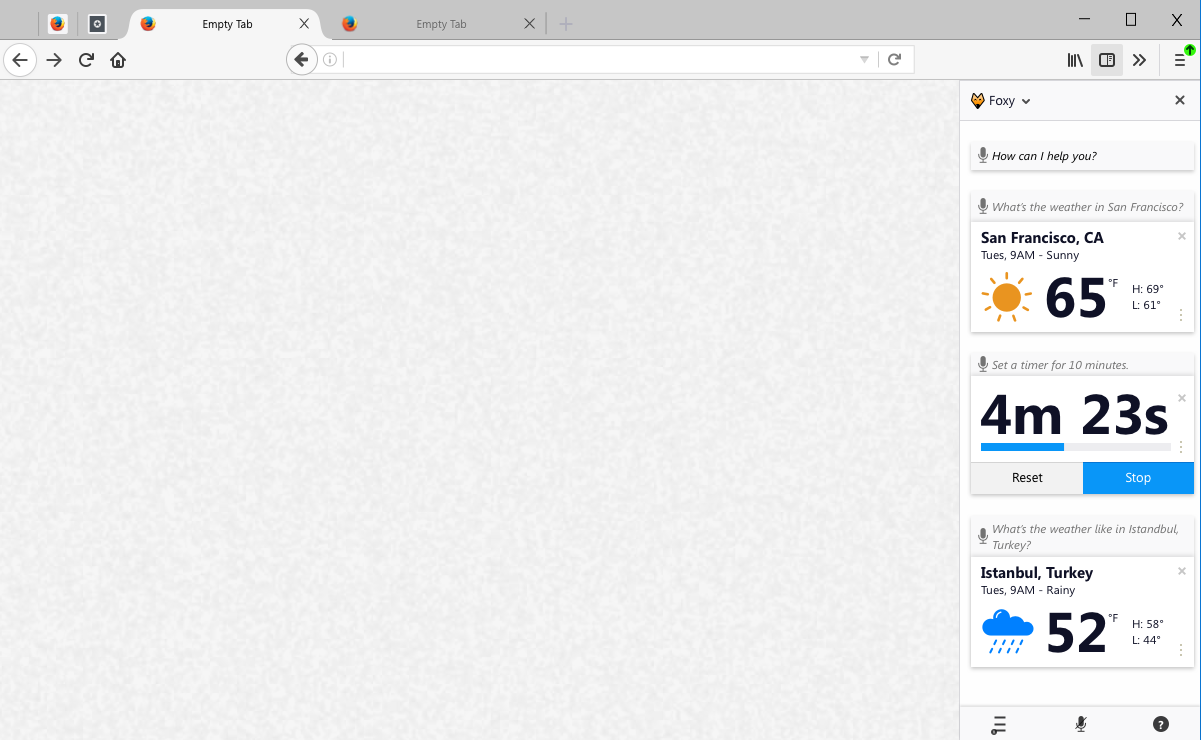 Empty Tab
Empty Tab
Foxy
How can I help you?
What's the weather in San Francisco?
San Francisco, CA
Tues, 9AM - Sunny
65 °F
H: 69°
L: 61°
Set a timer for 10 minutes.
4m 23s
Reset
Stop
What's the weather like in Istandbul,
Turkey?
Istanbul, Turkey
Tues, 9AM - Rainy
52 °F
H: 58°
L: 44°